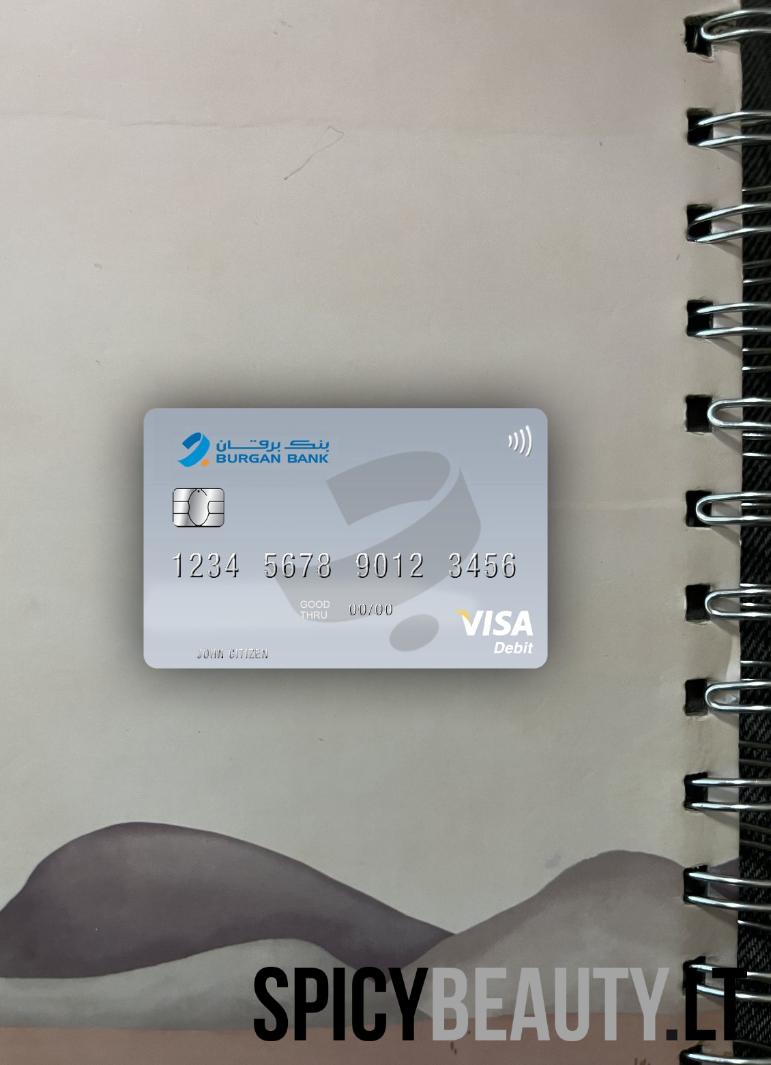 بنك برقان
BURGAN BANK
1234 5678 9012 3456
GOOD
THRU
00/00
VISA
Debit
JOHN CITIZEN
SPICYBEAUTY.LT